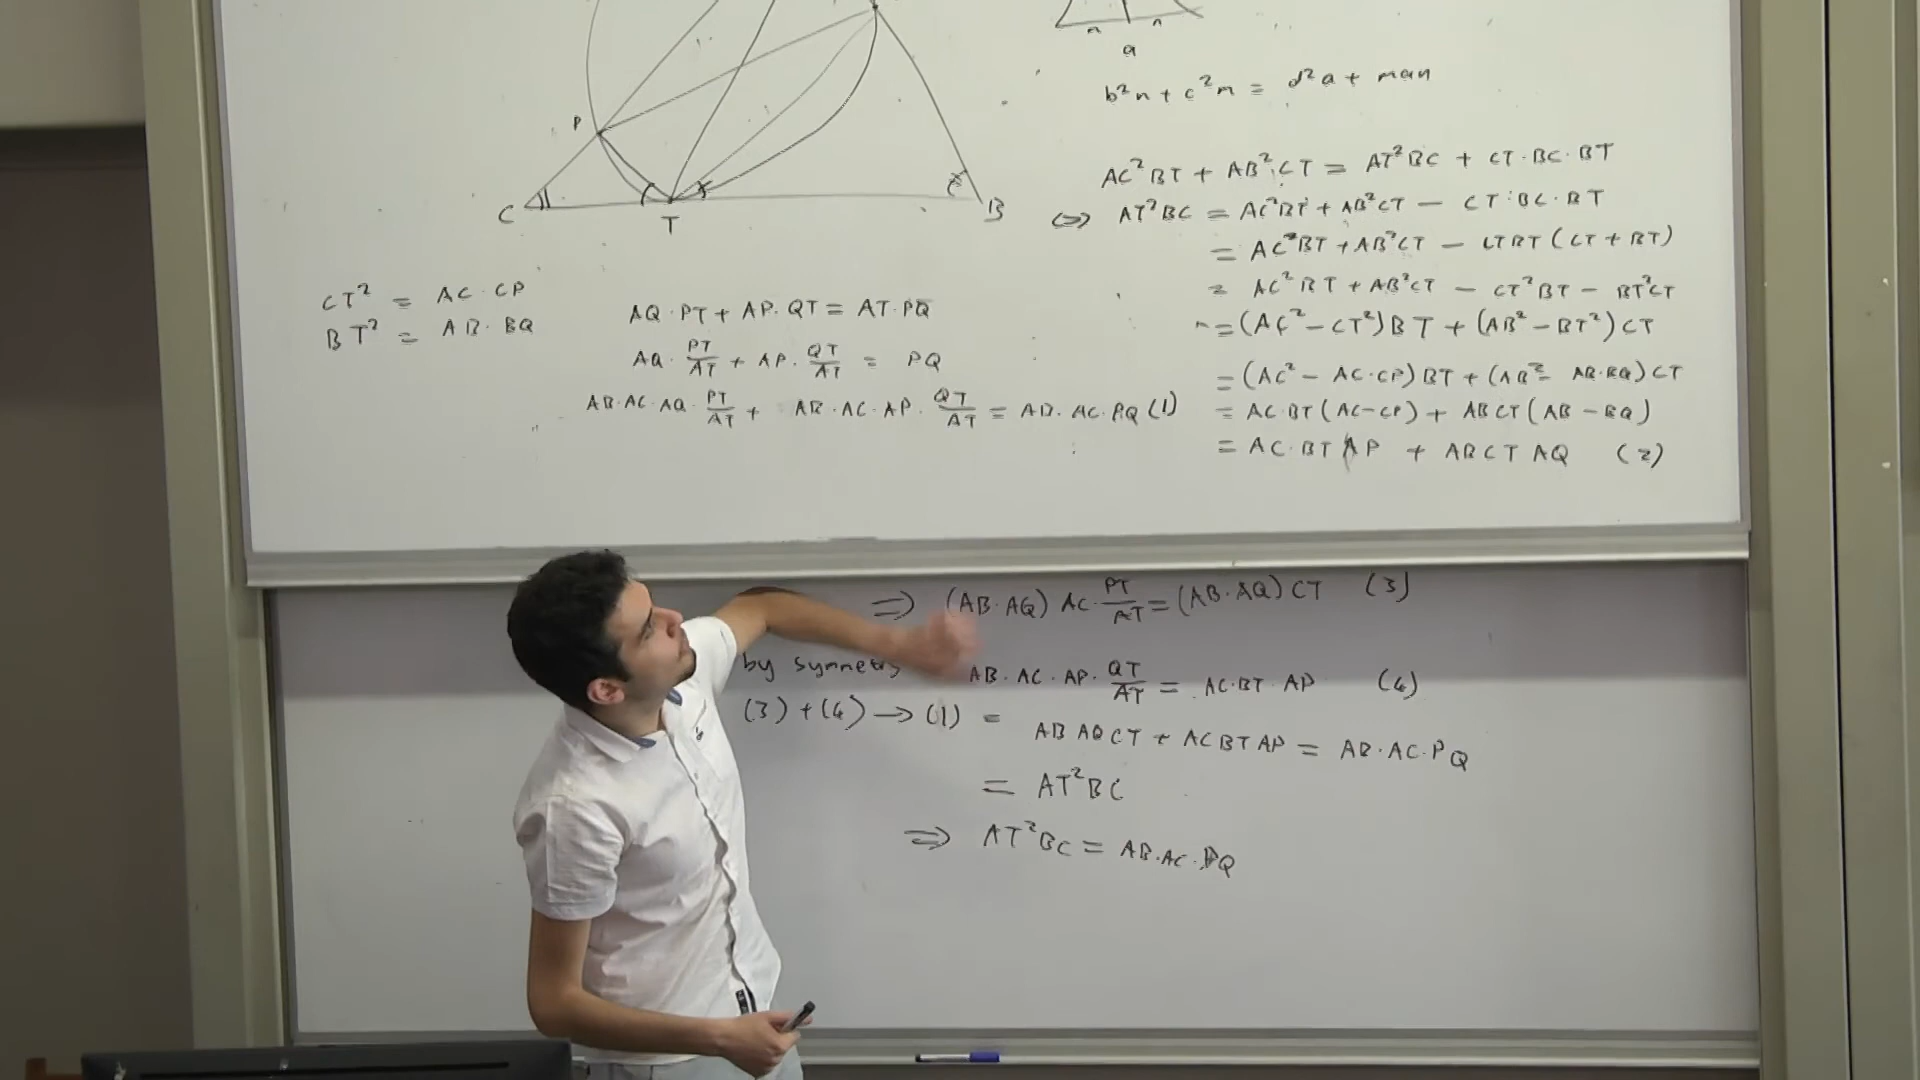 P
C
T
B
n
n
a
b²n + c²m = d²a + man
AC²BT + AB²CT = AT²BC + CT·BC·BT
⇔ AT²BC = AC²BT + AB²CT − CT·BC·BT
= AC²BT + AB²CT − CTBT(CT + BT)
= AC²BT + AB²CT − CT²BT − BT²CT
= (AC² − CT²)BT + (AB² − BT²)CT
= (AC² − AC·CP)BT + (AB² − AB·BQ)CT
= AC·BT(AC−CP) + ABCT(AB − BQ)
= AC·BT AP + ABCT AQ (2)
CT² = AC·CP
BT² = AB·BQ
AQ·PT + AP·QT = AT·PQ
AQ · PT/AT + AP · QT/AT = PQ
AB·AC·AQ · PT/AT + AB·AC·AP · QT/AT = AB·AC·PQ (1)
⇒ (AB·AQ) AC · PT/AT = (AB·AQ) CT (3)
by symmetry AB·AC·AP · QT/AT = AC·BT·AP (4)
(3) + (4) → (1) =
AB AQ CT + AC BT AP = AB·AC·PQ
= AT²BC
⇒ AT²BC = AB·AC·PQ